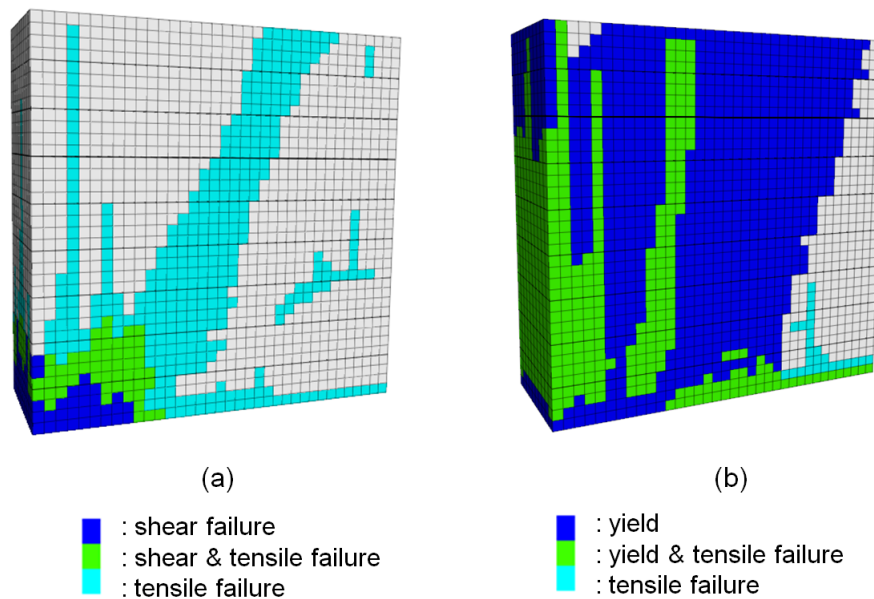 (a)
(b)
: shear failure
: shear & tensile failure
: tensile failure
: yield
: yield & tensile failure
: tensile failure